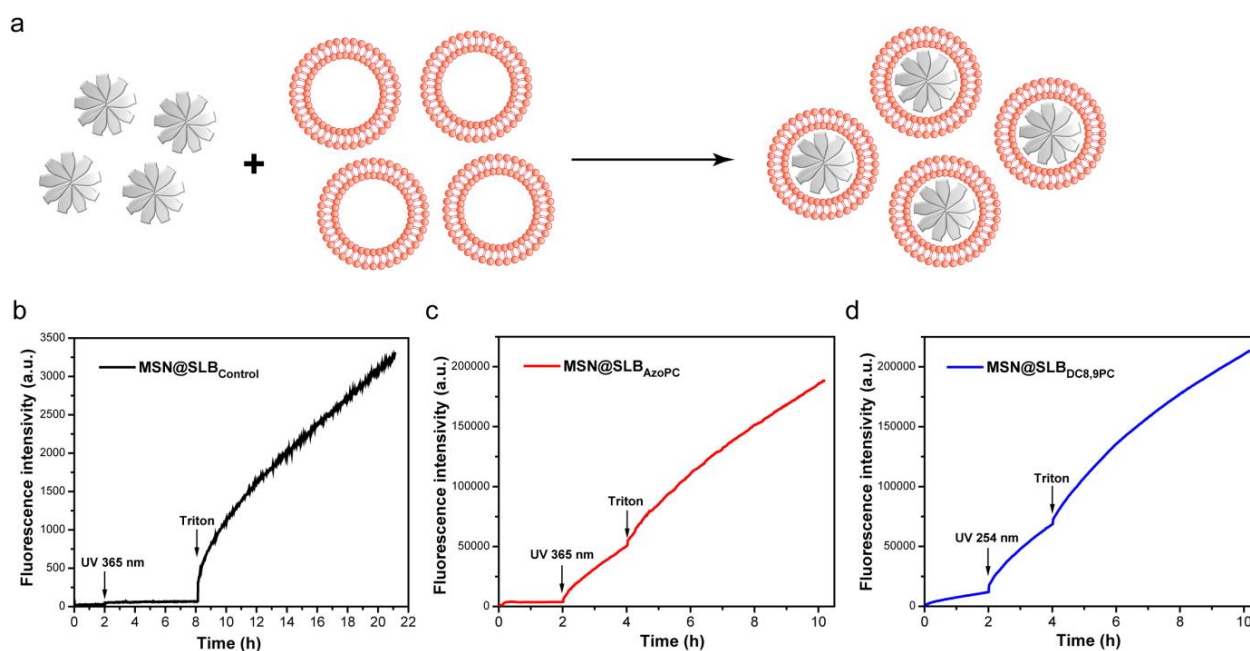 a
+
b
Fluorescence intensivity (a.u.)
3500
3000
2500
2000
1500
1000
500
0
MSN@SLBControl
UV 365 nm
Triton
0 2 4 6 8 10 12 14 16 18 20 22
Time (h)
c
Fluorescence intensivity (a.u.)
200000
150000
100000
50000
0
MSN@SLBAzoPC
UV 365 nm
Triton
0 2 4 6 8 10
Time (h)
d
Fluorescence intensivity (a.u.)
200000
150000
100000
50000
0
MSN@SLBDC8,9PC
UV 254 nm
Triton
0 2 4 6 8 10
Time (h)